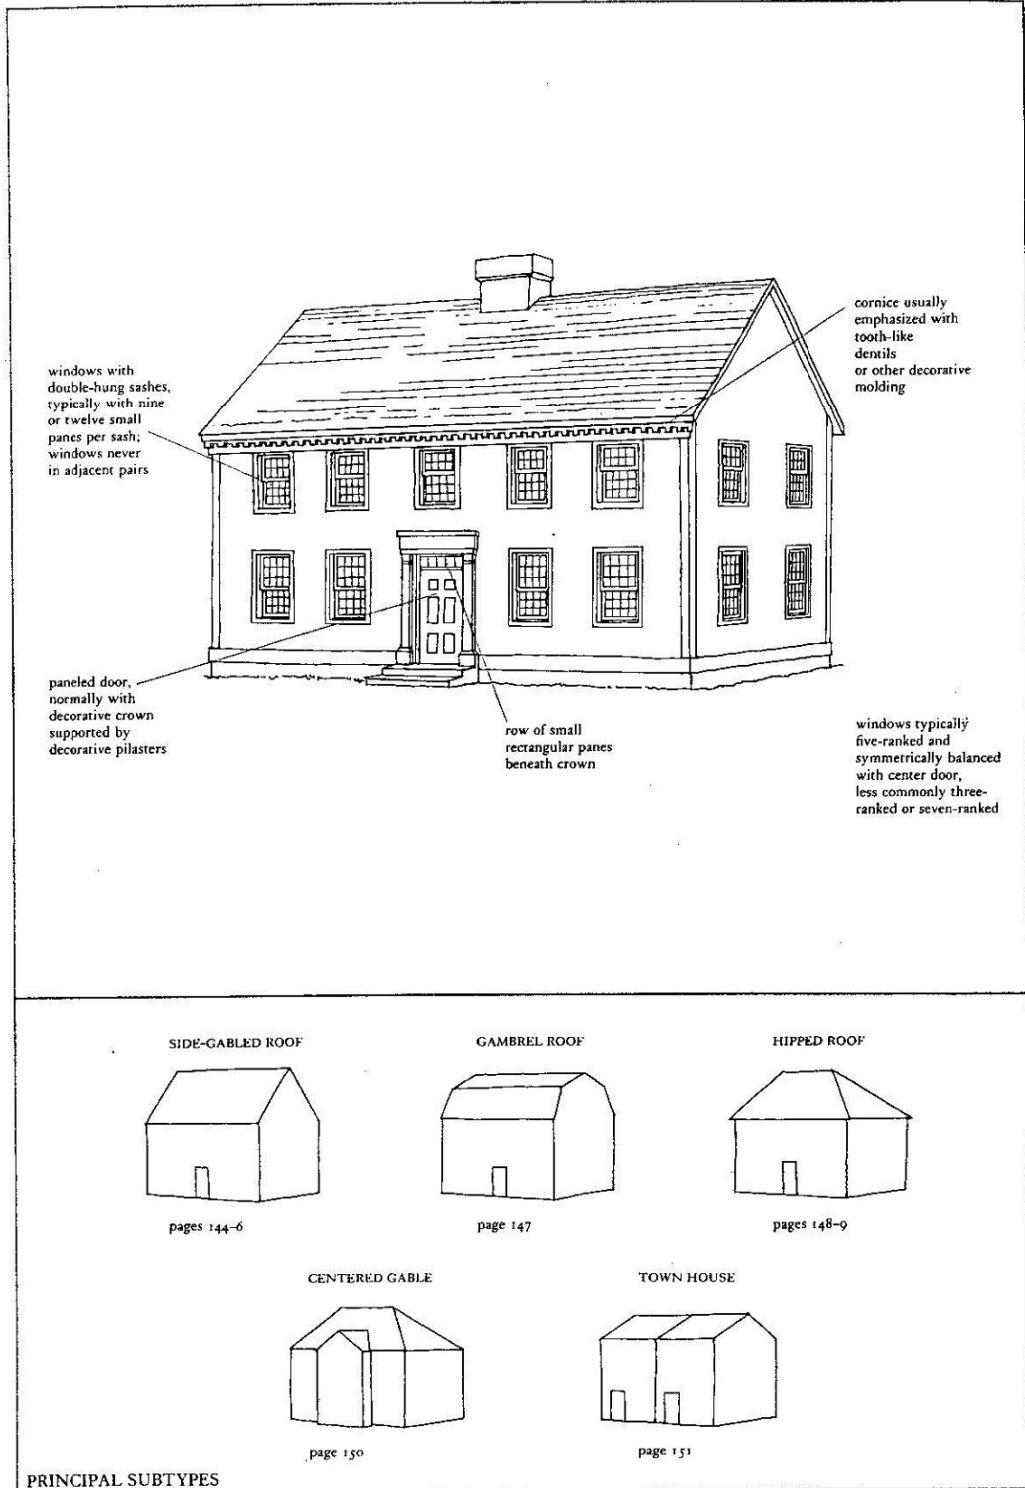 cornice usually
emphasized with
tooth-like
dentils
or other decorative
molding
windows with
double-hung sashes,
typically with nine
or twelve small
panes per sash;
windows never
in adjacent pairs
paneled door,
normally with
decorative crown
supported by
decorative pilasters
row of small
rectangular panes
beneath crown
windows typically
five-ranked and
symmetrically balanced
with center door,
less commonly three-
ranked or seven-ranked
SIDE-GABLED ROOF
GAMBREL ROOF
HIPPED ROOF
pages 144-6
page 147
pages 148-9
CENTERED GABLE
TOWN HOUSE
page 150
page 151
PRINCIPAL SUBTYPES